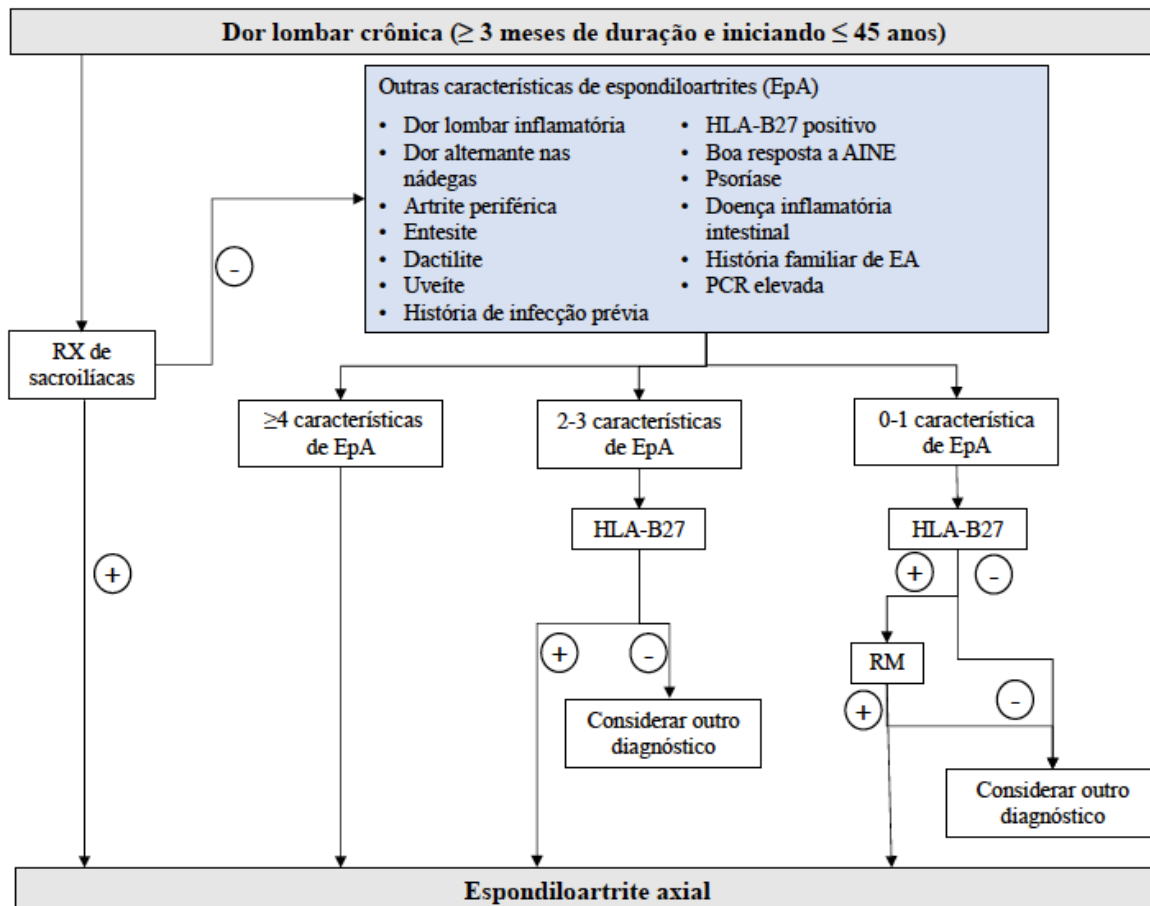 Dor lombar crônica (≥ 3 meses de duração e iniciando ≤ 45 anos)
Outras características de espondiloartrites (EpA)
• Dor lombar inflamatória
• Dor alternante nas
nádegas
• Artrite periférica
• Entesite
• Dactilite
• Uveíte
• História de infecção prévia
• HLA-B27 positivo
• Boa resposta a AINE
• Psoríase
• Doença inflamatória
intestinal
• História familiar de EA
• PCR elevada
-
RX de
sacroilíacas
≥4 características
de EpA
2-3 características
de EpA
0-1 característica
de EpA
HLA-B27
HLA-B27
+
+
-
+
-
RM
+
-
Considerar outro
diagnóstico
Considerar outro
diagnóstico
Espondiloartrite axial